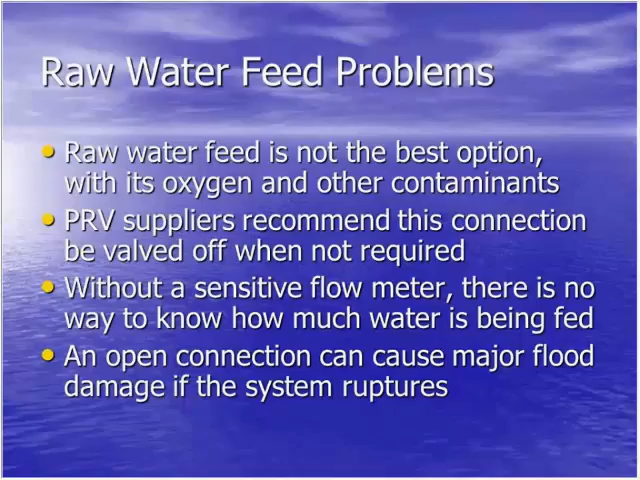 Raw Water Feed Problems
• Raw water feed is not the best option,
with its oxygen and other contaminants
• PRV suppliers recommend this connection
be valved off when not required
• Without a sensitive flow meter, there is no
way to know how much water is being fed
• An open connection can cause major flood
damage if the system ruptures